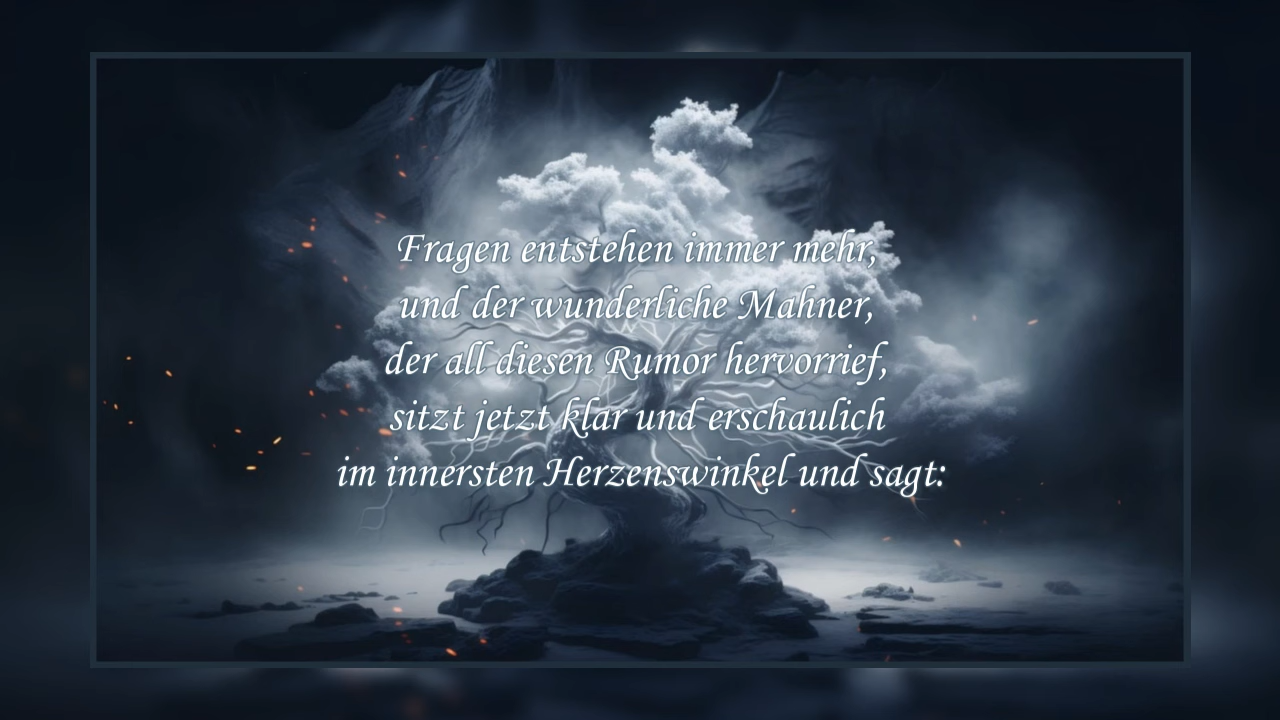 Fragen entstehen immer mehr,
und der wunderliche Mahner,
der all diesen Rumor hervorrief,
sitzt jetzt klar und erschaulich
im innersten Herzenswinkel und sagt: